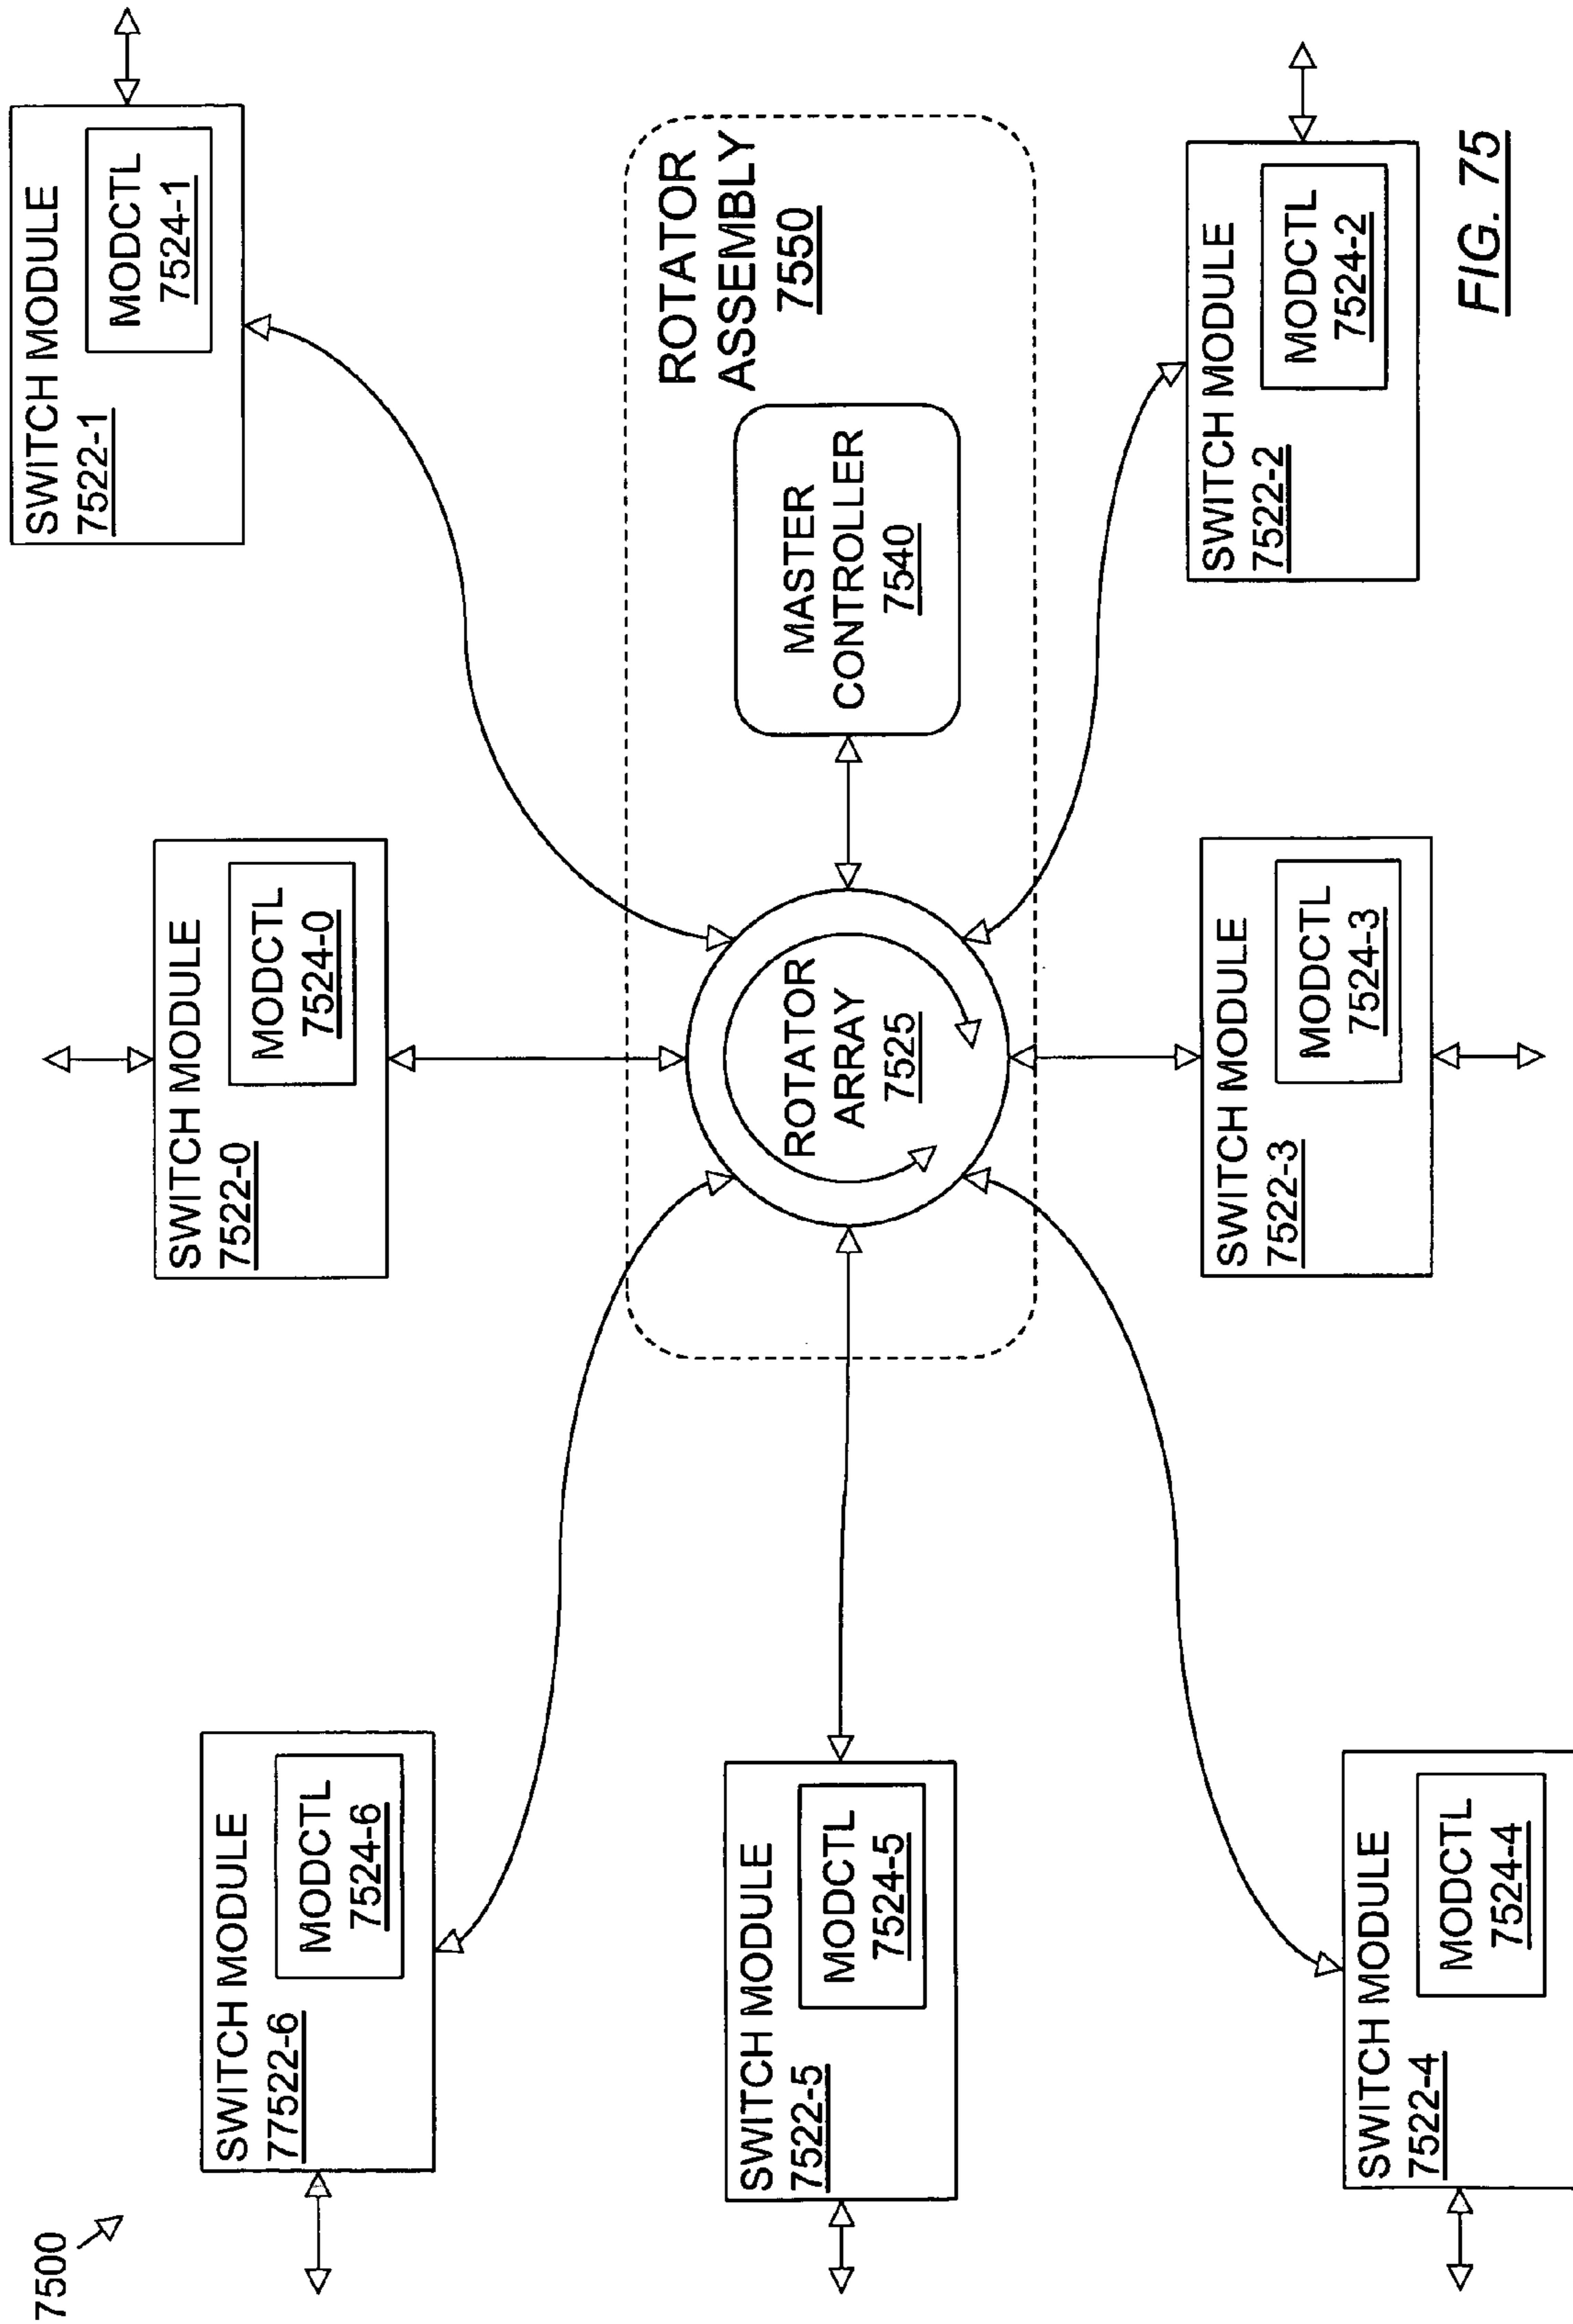 7500
SWITCH MODULE
77522-6
MODCTL
7524-6
SWITCH MODULE
7522-0
MODCTL
7524-0
SWITCH MODULE
7522-1
MODCTL
7524-1
SWITCH MODULE
7522-5
MODCTL
7524-5
ROTATOR
ARRAY
7525
MASTER
CONTROLLER
7540
ROTATOR
ASSEMBLY
7550
SWITCH MODULE
7522-4
MODCTL
7524-4
SWITCH MODULE
7522-3
MODCTL
7524-3
SWITCH MODULE
7522-2
MODCTL
7524-2
FIG. 75